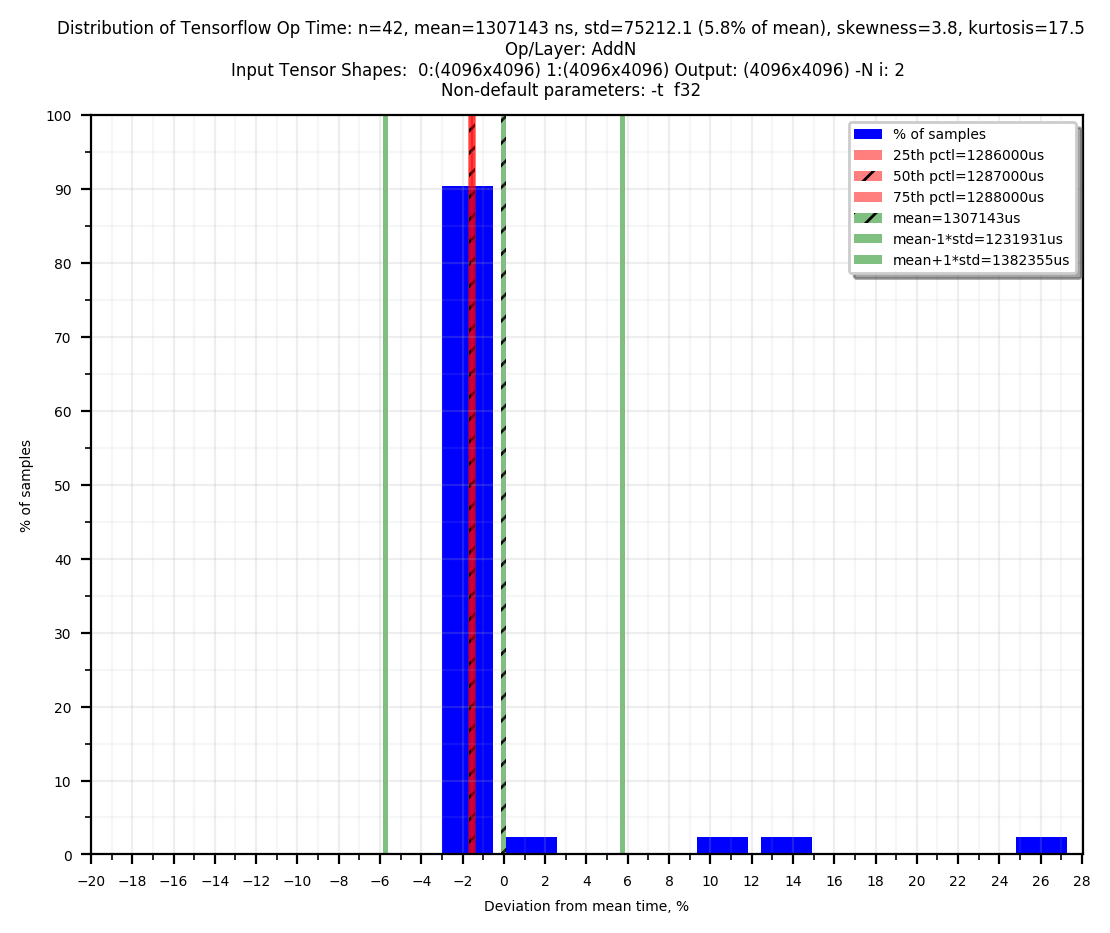 Distribution of Tensorflow Op Time: n=42, mean=1307143 ns, std=75212.1 (5.8% of mean), skewness=3.8, kurtosis=17.5
Op/Layer: AddN
Input Tensor Shapes:  0:(4096x4096) 1:(4096x4096) Output: (4096x4096) -N i: 2
Non-default parameters: -t  f32
% of samples
25th pctl=1286000us
50th pctl=1287000us
75th pctl=1288000us
mean=1307143us
mean-1*std=1231931us
mean+1*std=1382355us
100
90
80
70
60
50
40
30
20
10
0
% of samples
−20 −18 −16 −14 −12 −10 −8 −6 −4 −2 0 2 4 6 8 10 12 14 16 18 20 22 24 26 28
Deviation from mean time, %